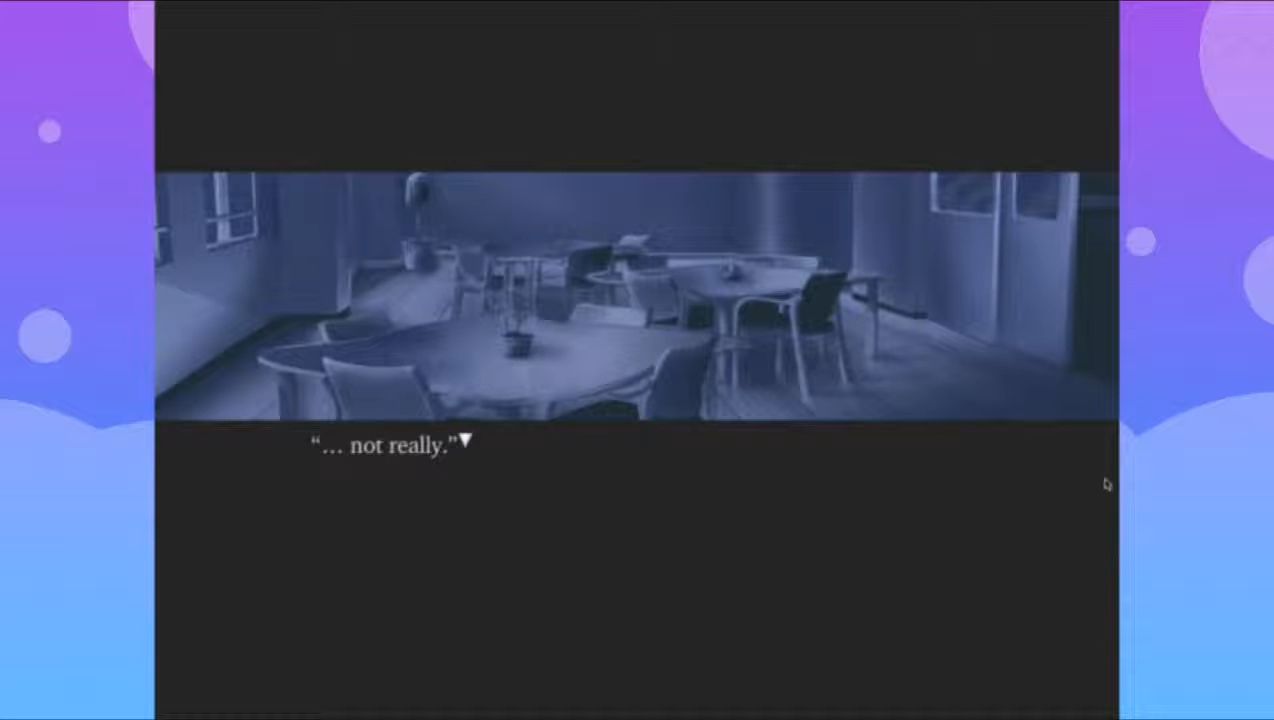 “… not really.”